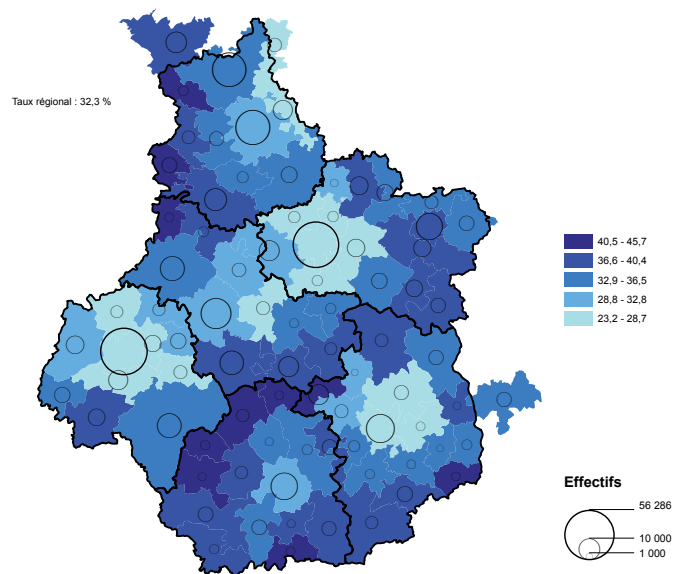 Taux régional : 32,3 %
40,5 - 45,7
36,6 - 40,4
32,9 - 36,5
28,8 - 32,8
23,2 - 28,7
Effectifs
56 286
10 000
1 000